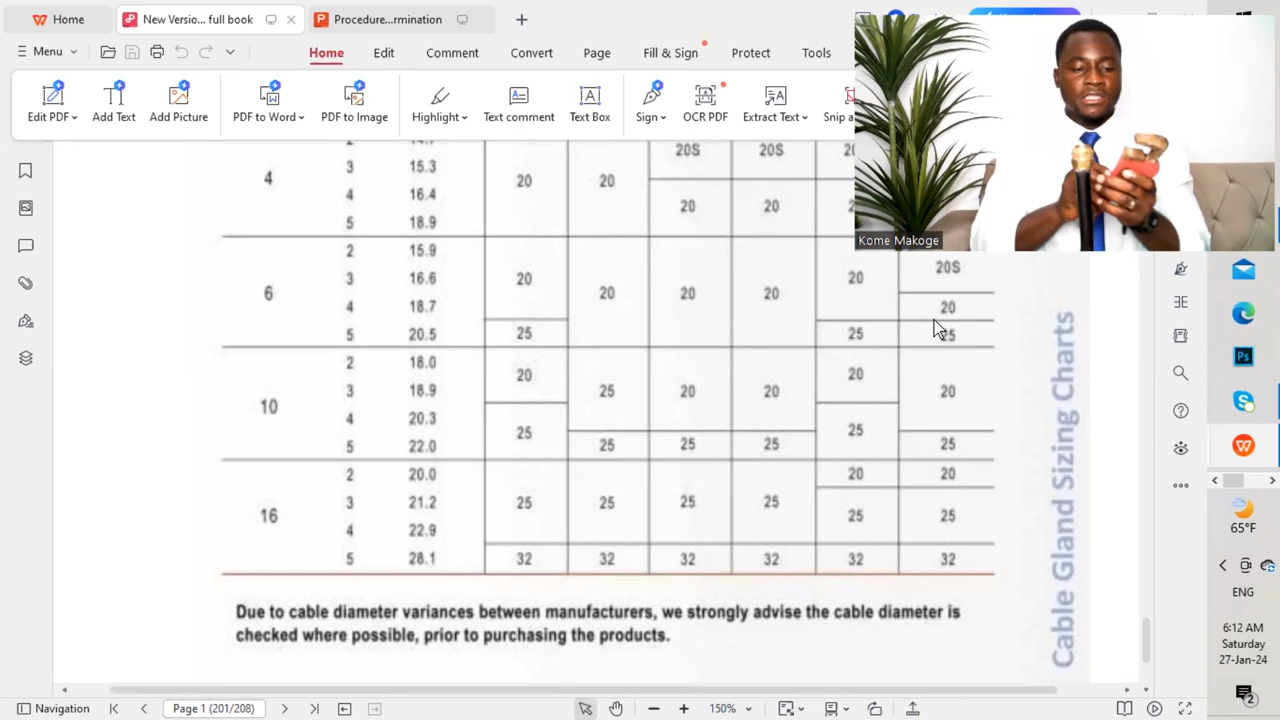 Home
New Versio... full book
Procedure...rmination
Menu
Home
Edit
Comment
Convert
Page
Fill & Sign
Protect
Tools
Edit PDF
Add Text
Add Picture
PDF to Word
PDF to Image
Highlight
Text comment
Text Box
Sign
OCR PDF
Extract Text
Snip a
Kome Makoge
20S 20S
4 3 15.3 20 20
4 16.4 20 20
5 18.9
2 15.9 20S
6 3 16.6 20 20 20 20 20
4 18.7 20
5 20.5 25 25 25
2 18.0 20 20
10 3 18.9 25 20 20 20
4 20.3 25 25
5 22.0 25 25 25 25
2 20.0 20 20
16 3 21.2 25 25 25 25 25 25
4 22.9
5 26.1 32 32 32 32 32 32
Due to cable diameter variances between manufacturers, we strongly advise the cable diameter is
checked where possible, prior to purchasing the products.
Cable Gland Sizing Charts
65°F
ENG
6:12 AM
Saturday
27-Jan-24
2
Navigation
Page 1 (201/208)
150%